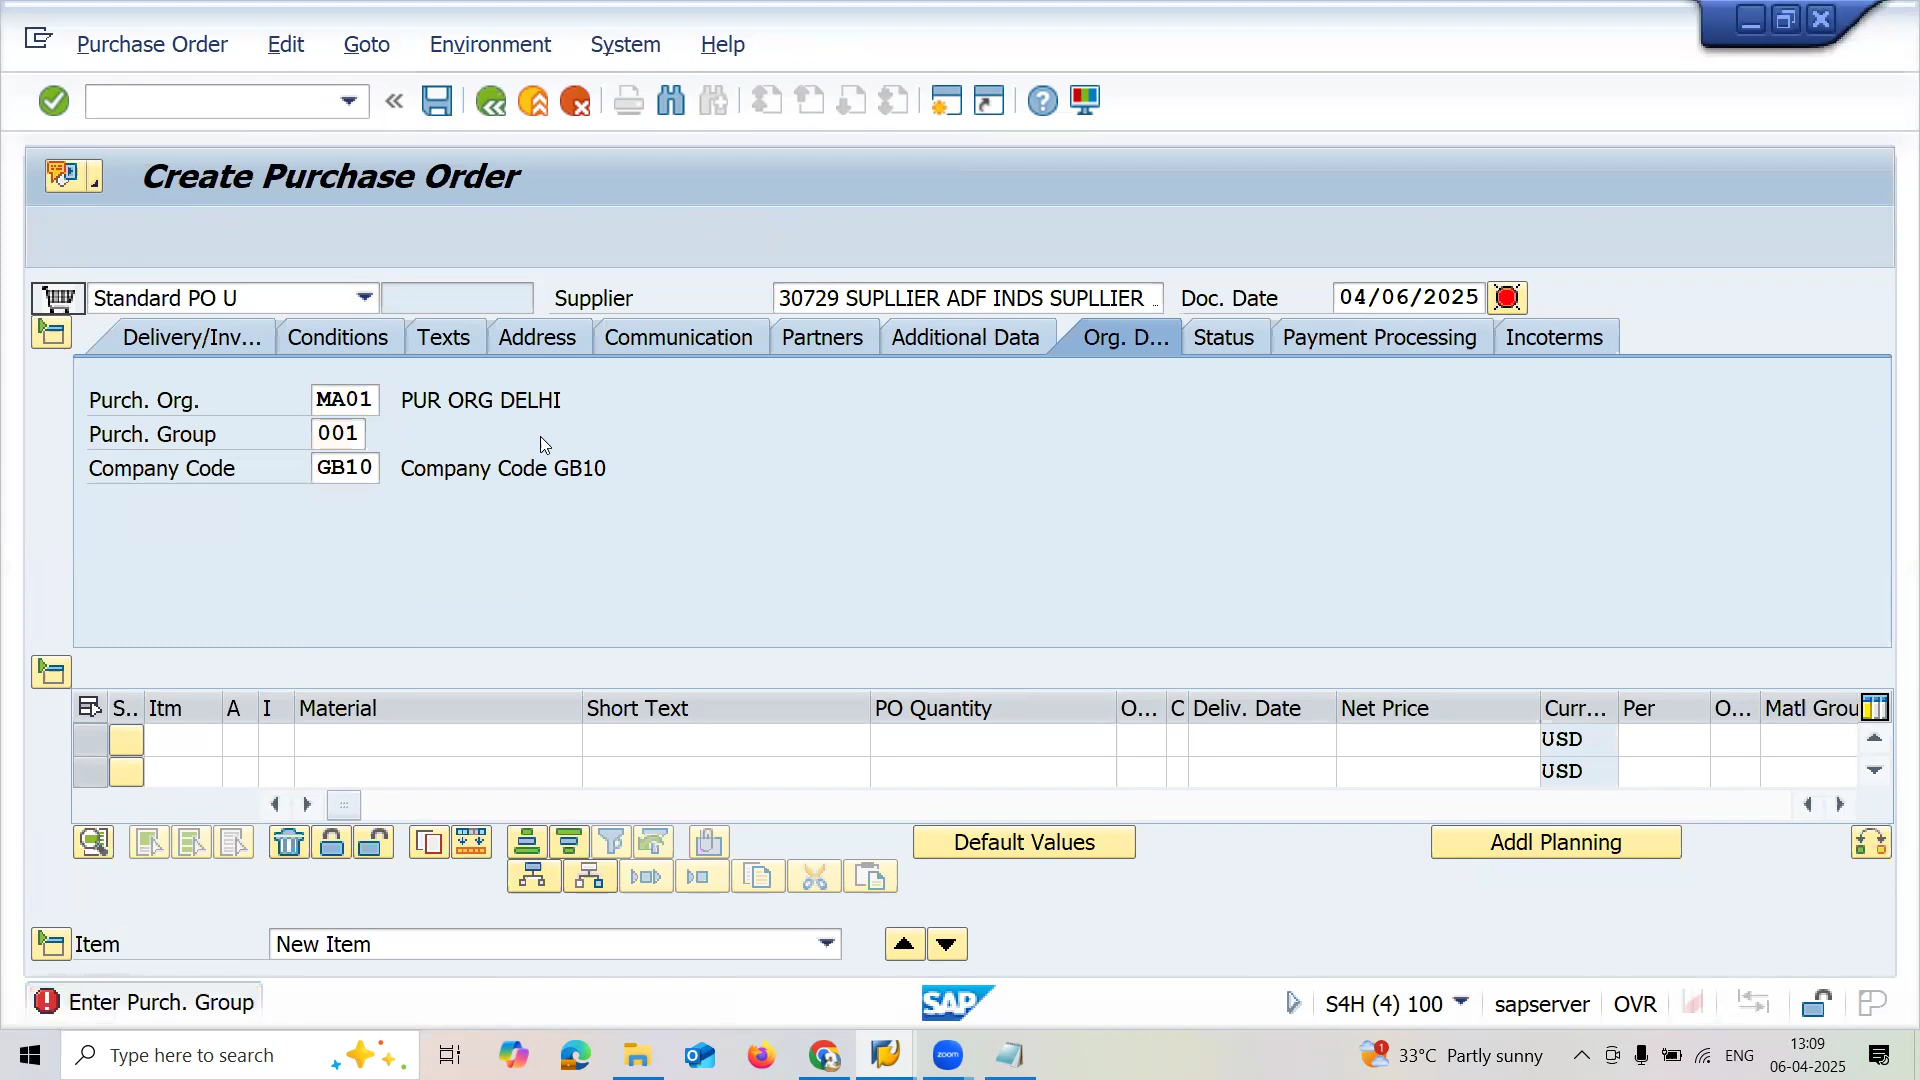 Purchase Order Edit Goto Environment System Help
Create Purchase Order
Standard PO U Supplier 30729 SUPLLIER ADF INDS SUPLLIER Doc. Date 04/06/2025
Delivery/Inv... Conditions Texts Address Communication Partners Additional Data Org. D... Status Payment Processing Incoterms
Purch. Org. MA01 PUR ORG DELHI
Purch. Group 001
Company Code GB10 Company Code GB10
S.. Itm A I Material Short Text PO Quantity O... C Deliv. Date Net Price Curr... Per O... Matl Grou
USD
USD
Default Values Addl Planning
Item New Item
Enter Purch. Group SAP S4H (4) 100 sapserver OVR
Type here to search zoom 1 33°C Partly sunny ENG 13:09
06-04-2025